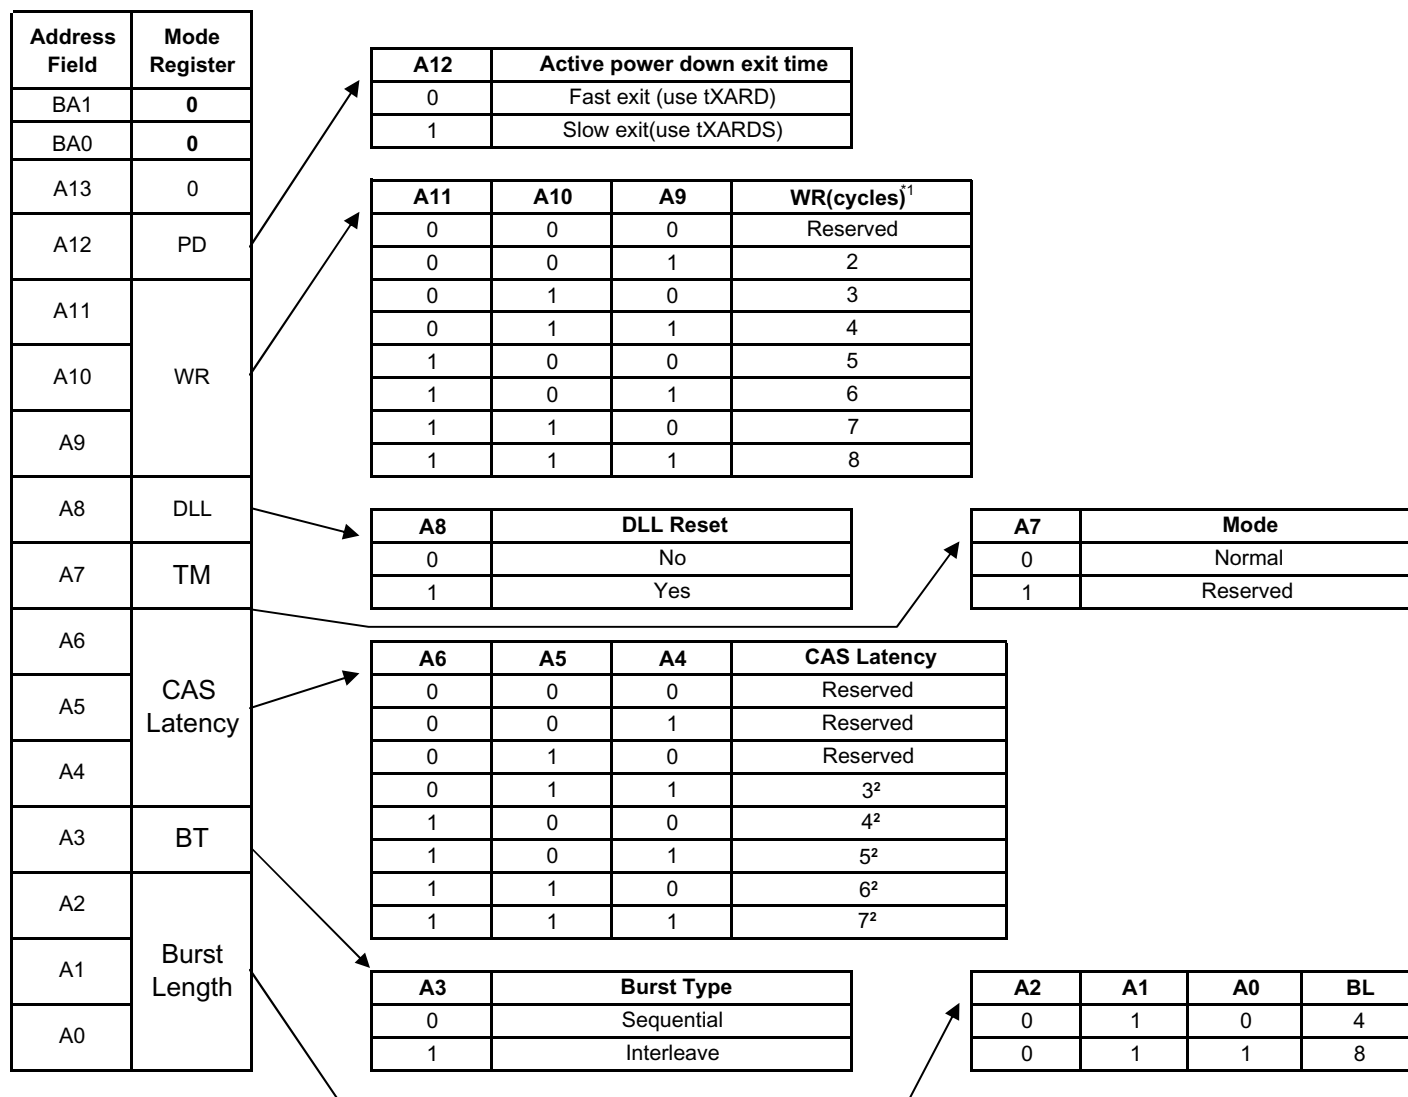 Address Field Mode Register
BA1 0
BA0 0
A13 0
A12 PD
A11
A10 WR
A9
A8 DLL
A7 TM
A6
A5 CAS Latency
A4
A3 BT
A2
A1 Burst Length
A0
A12 Active power down exit time
0 Fast exit (use tXARD)
1 Slow exit(use tXARDS)
A11 A10 A9 WR(cycles)*1
0 0 0 Reserved
0 0 1 2
0 1 0 3
0 1 1 4
1 0 0 5
1 0 1 6
1 1 0 7
1 1 1 8
A8 DLL Reset
0 No
1 Yes
A7 Mode
0 Normal
1 Reserved
A6 A5 A4 CAS Latency
0 0 0 Reserved
0 0 1 Reserved
0 1 0 Reserved
0 1 1 3²
1 0 0 4²
1 0 1 5²
1 1 0 6²
1 1 1 7²
A3 Burst Type
0 Sequential
1 Interleave
A2 A1 A0 BL
0 1 0 4
0 1 1 8